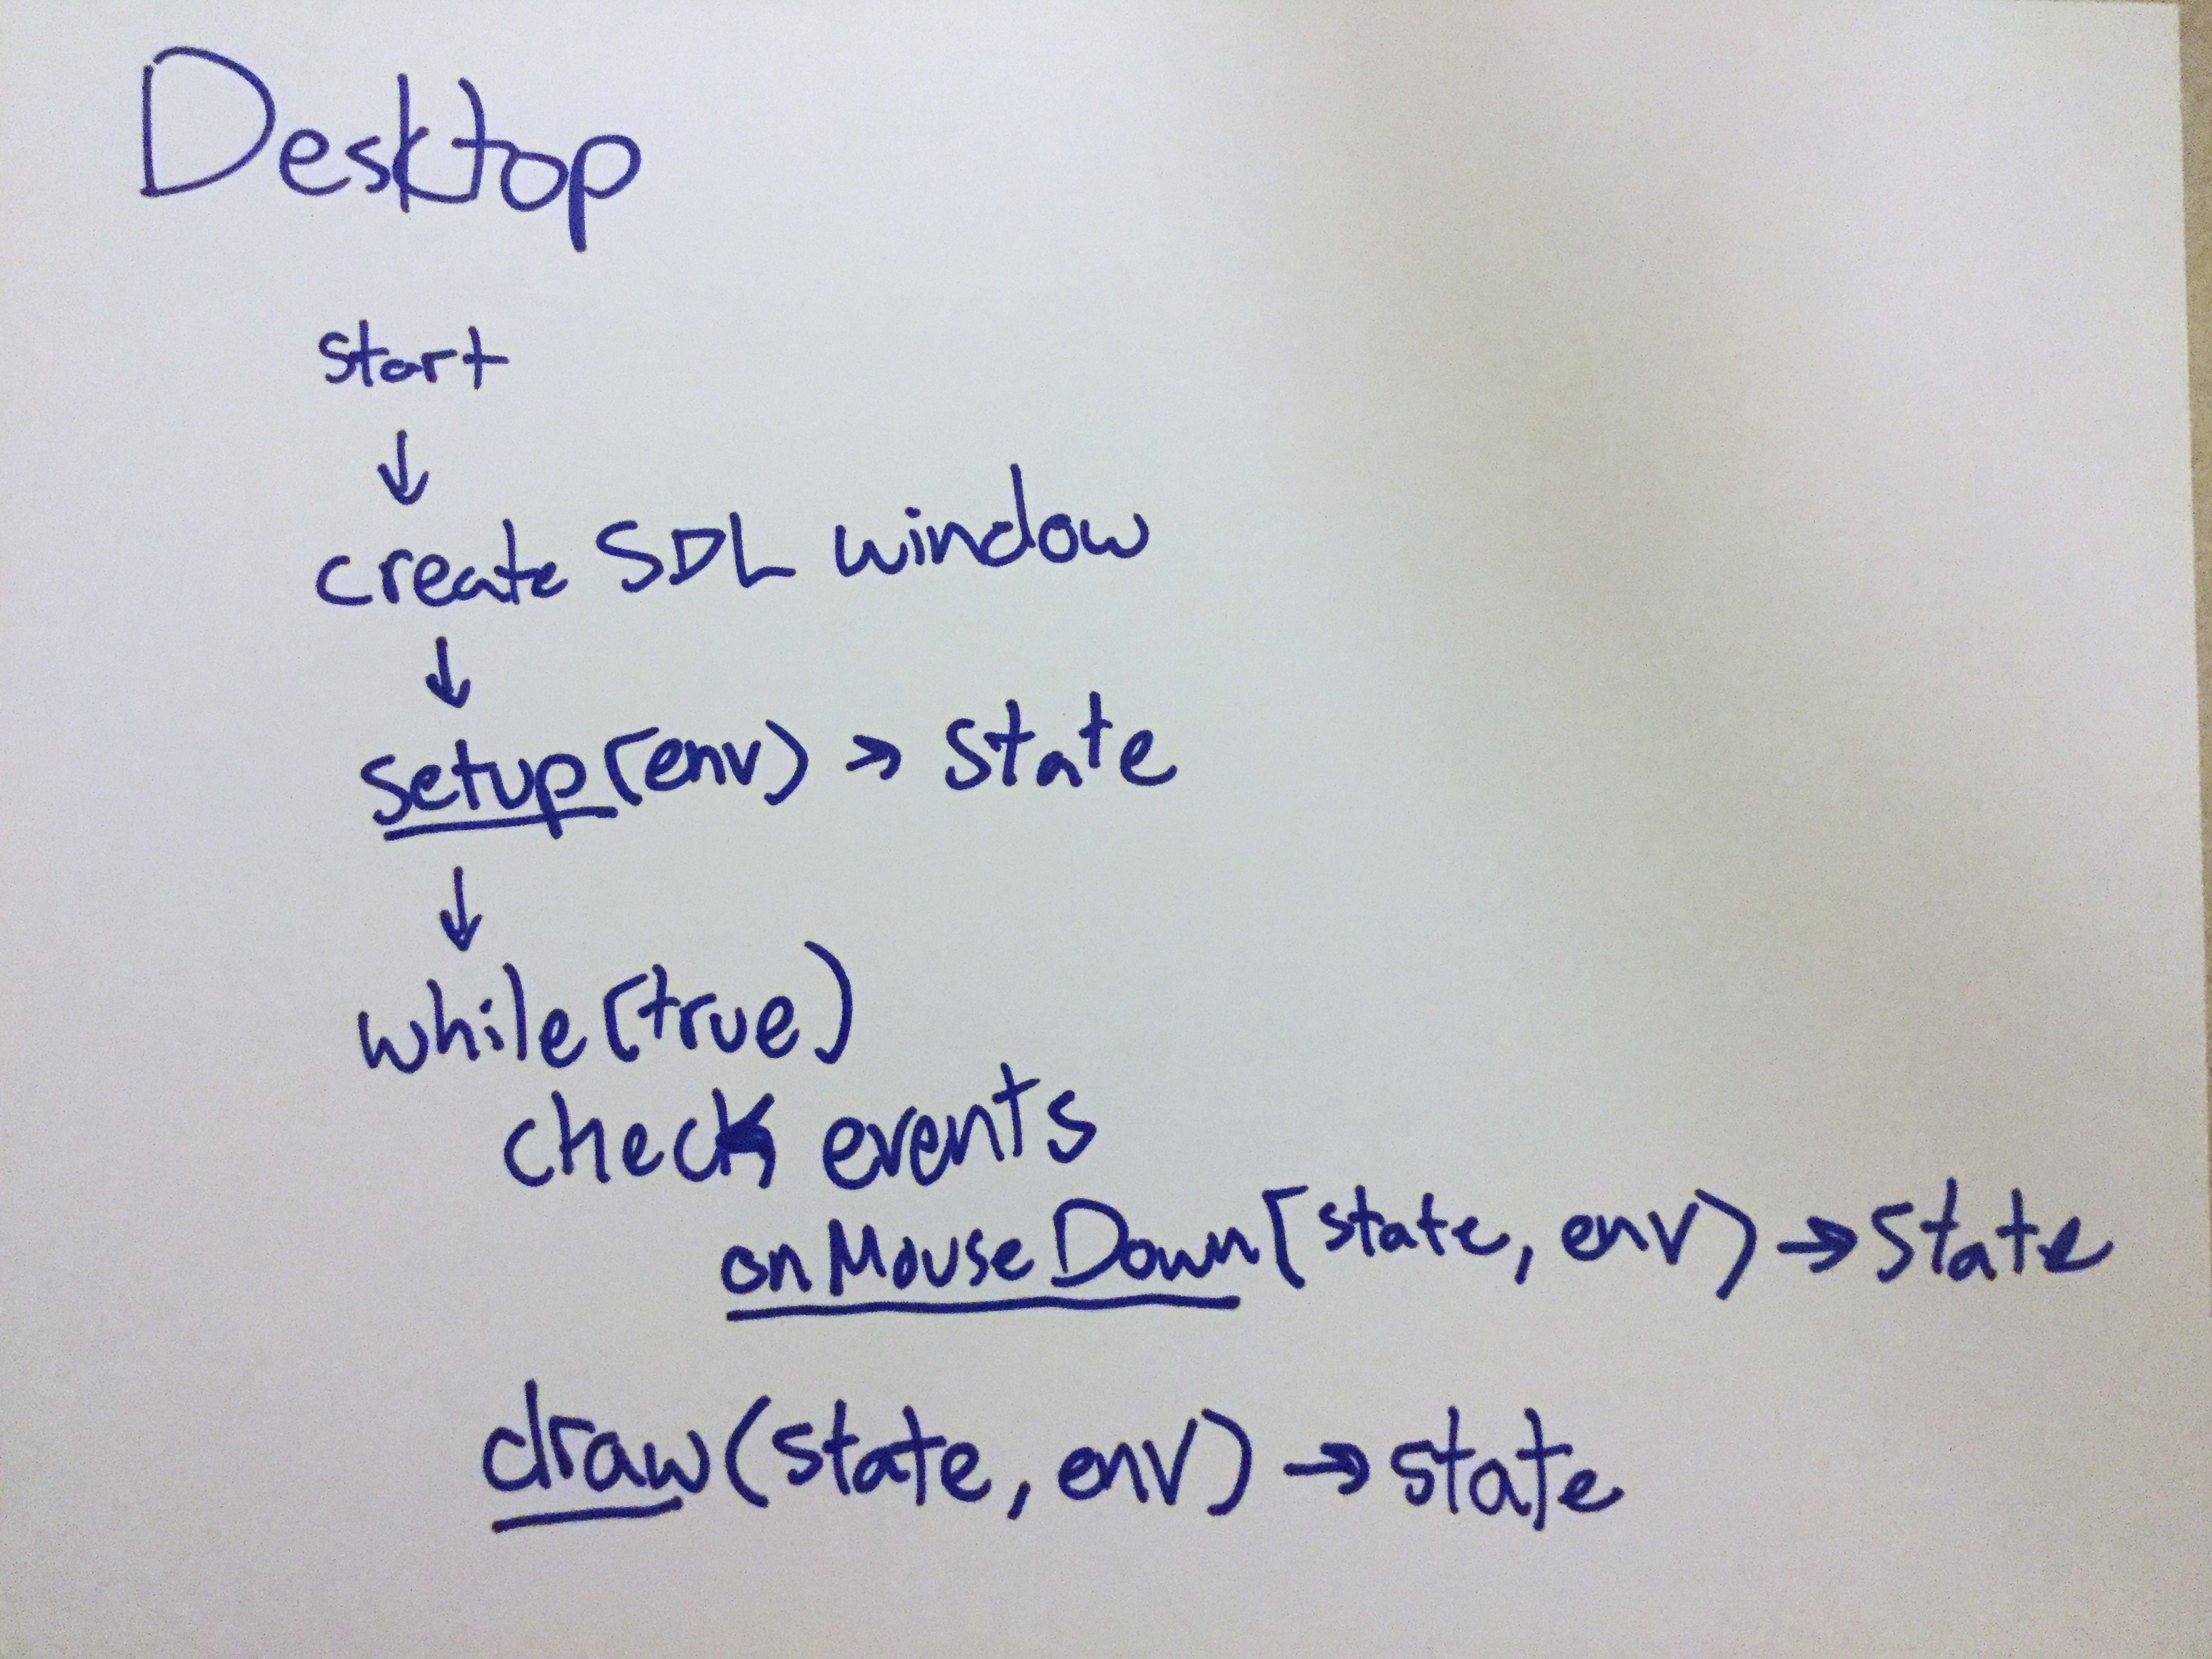 Desktop
start
↓
create SDL window
↓
setup(env) → state
↓
while(true)
check events
onMouseDown(state, env) → state
draw(state, env) → state